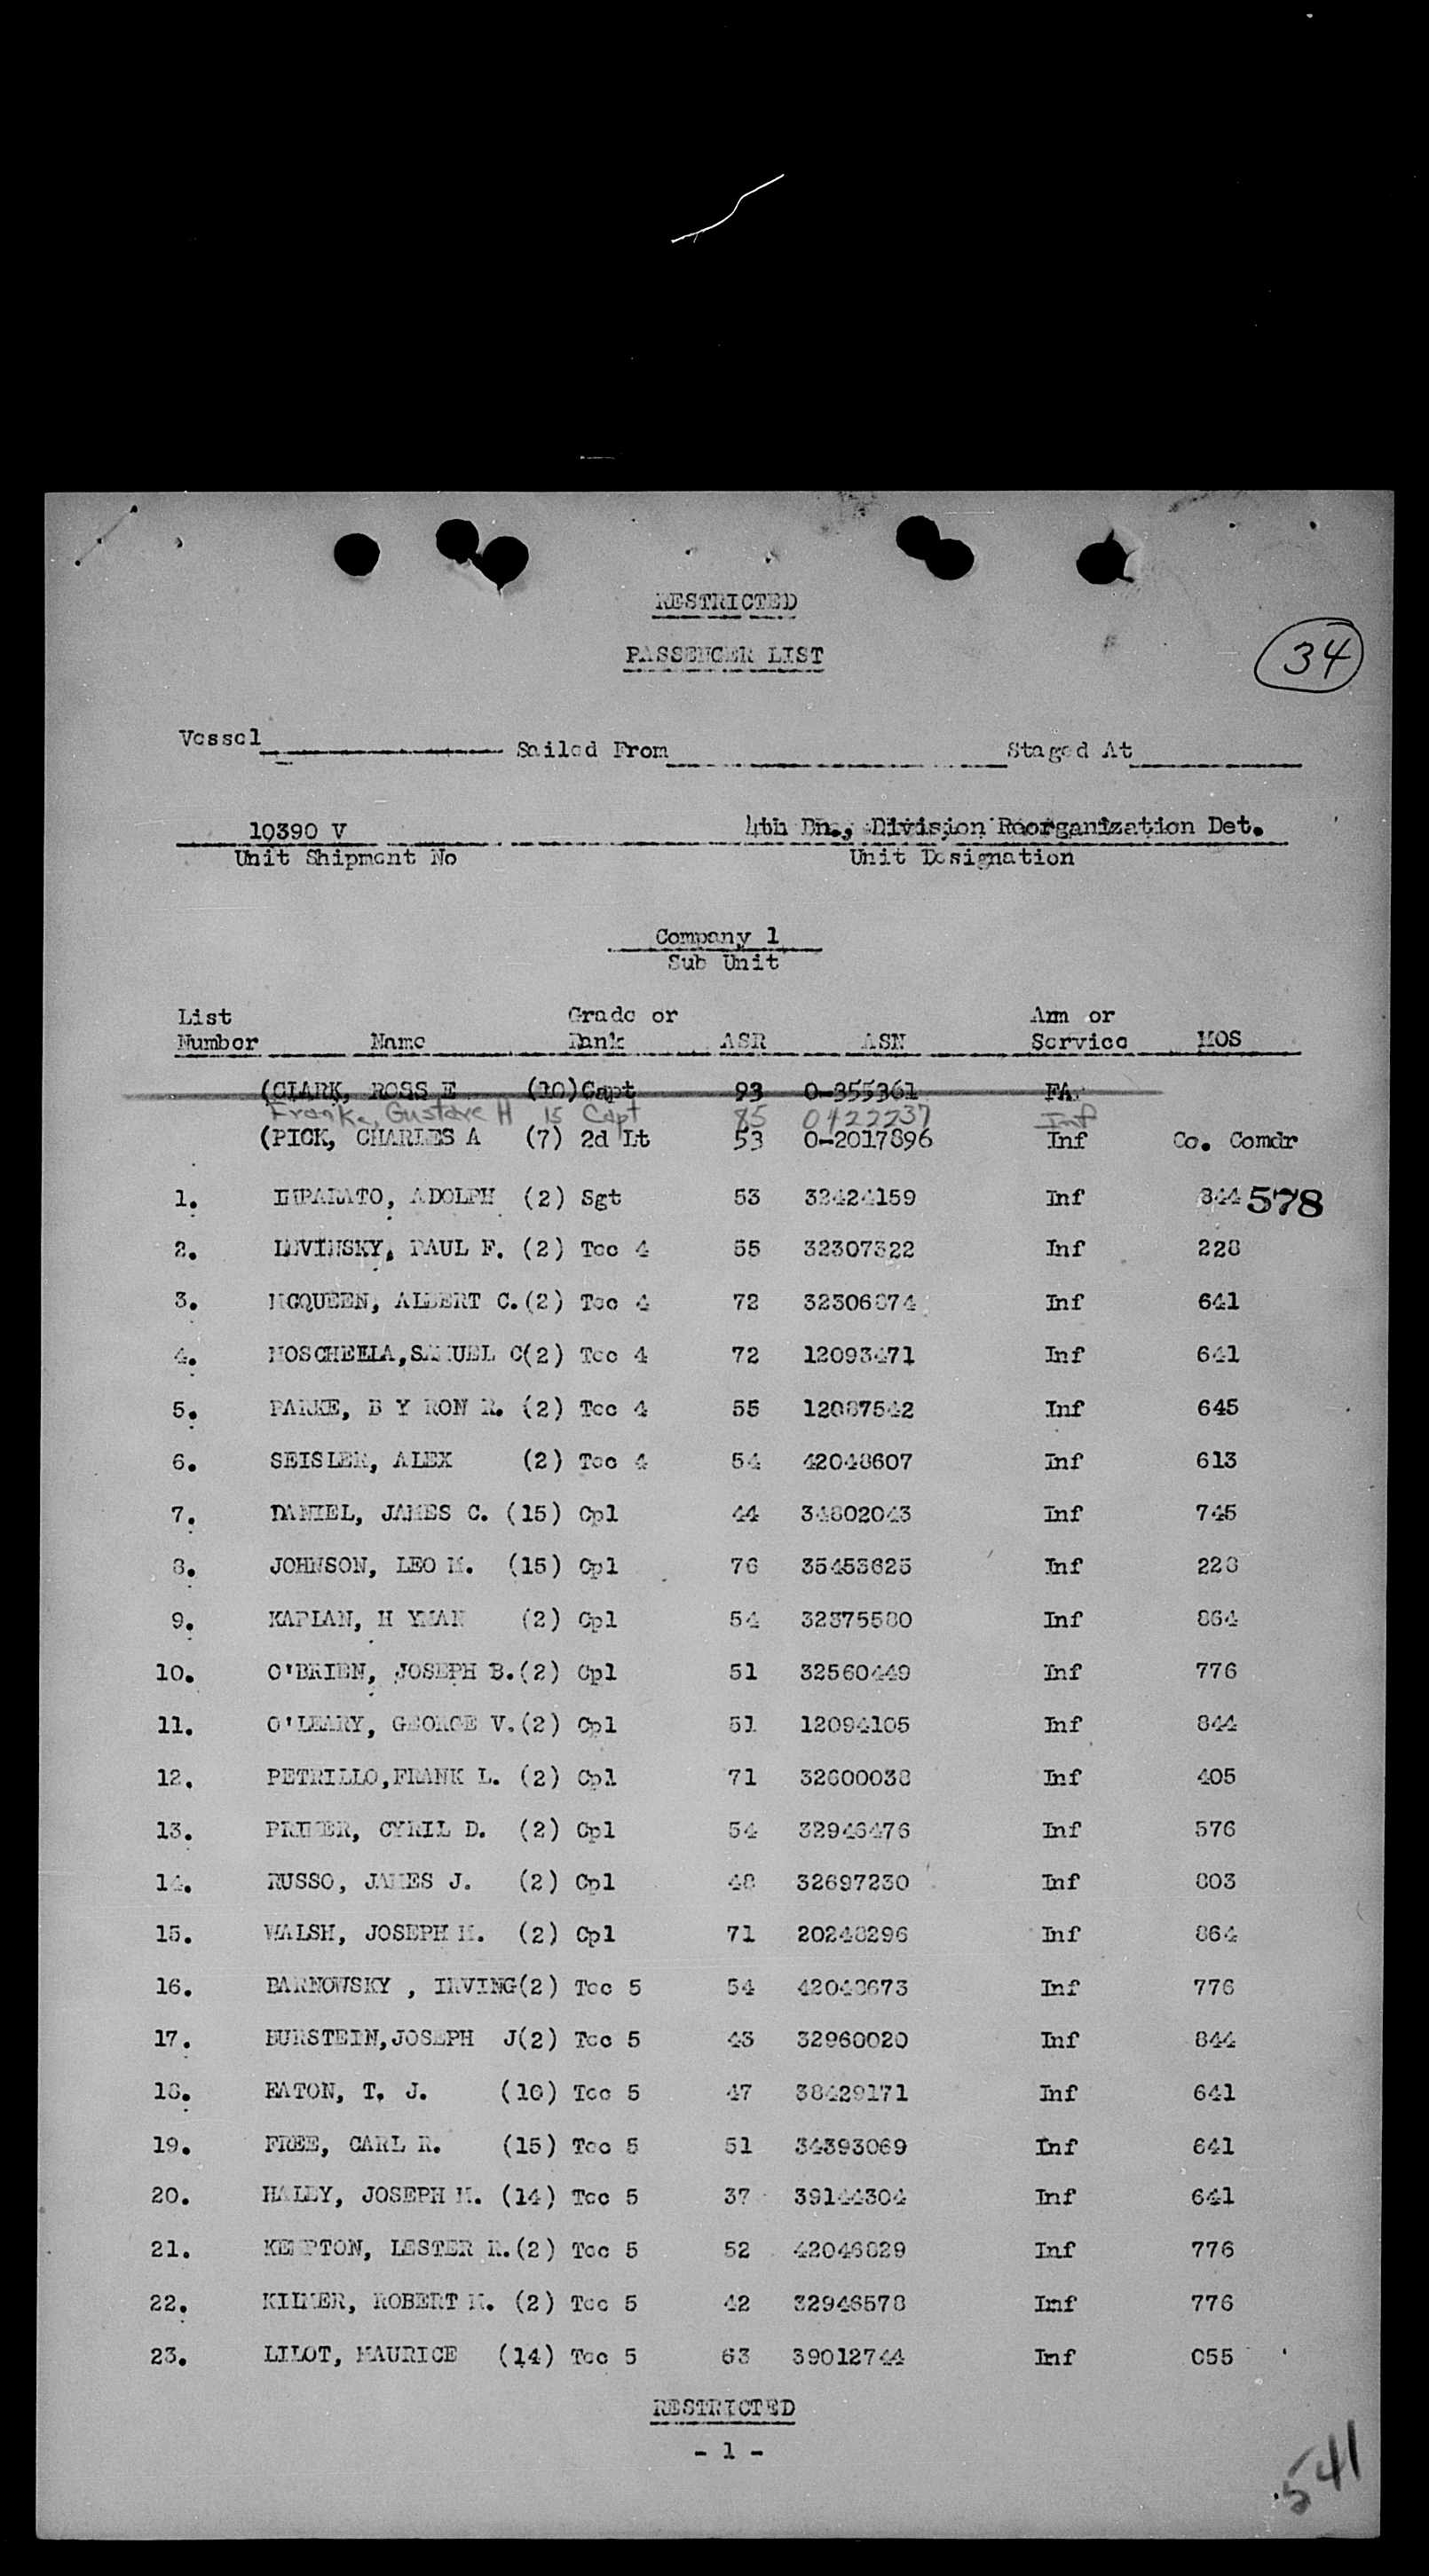 RESTRICTED
PASSENGER LIST
34
Vessel Sailed From Staged At
10390 V 4th Bn., Division Reorganization Det.
Unit Shipment No Unit Designation
Company 1
Sub Unit
List Grade or Arm or
Number Name Rank ASR ASN Service MOS
(CLARK, ROSS E (10) Capt 93 0-355361 FA
Franke, Gustave H 15 Capt 85 0422237 Inf
(PICK, CHARLES A (7) 2d Lt 53 0-2017896 Inf Co. Comdr
1. IMPARATO, ADOLPH (2) Sgt 53 32424159 Inf 844 578
2. LEVINSKY, PAUL F. (2) Tec 4 55 32307322 Inf 228
3. MCQUEEN, ALBERT C.(2) Tec 4 72 32306874 Inf 641
4. MOSCHELLA,SAMUEL C(2) Tec 4 72 12093471 Inf 641
5. PARKE, B Y RON R. (2) Tec 4 55 12087542 Inf 645
6. SEISLER, ALEX (2) Tec 4 54 42048607 Inf 613
7. DANIEL, JAMES C. (15) Cpl 44 34802043 Inf 745
8. JOHNSON, LEO M. (15) Cpl 76 35453625 Inf 228
9. KAPLAN, H YMAN (2) Cpl 54 32375580 Inf 864
10. O'BRIEN, JOSEPH B.(2) Cpl 51 32560449 Inf 776
11. O'LEARY, GEORGE V.(2) Cpl 51 12094105 Inf 844
12. PETRILLO,FRANK L. (2) Cpl 71 32600038 Inf 405
13. PRIMER, CYRIL D. (2) Cpl 54 32946476 Inf 576
14. RUSSO, JAMES J. (2) Cpl 48 32697230 Inf 803
15. WALSH, JOSEPH M. (2) Cpl 71 20248296 Inf 864
16. BARNOWSKY , IRVING(2) Tec 5 54 42048673 Inf 776
17. BURSTEIN,JOSEPH J(2) Tec 5 43 32960020 Inf 844
18. EATON, T. J. (10) Tec 5 47 38429171 Inf 641
19. FREE, CARL R. (15) Tec 5 51 34393069 Inf 641
20. HALEY, JOSEPH M. (14) Tec 5 37 39144304 Inf 641
21. KEMPTON, LESTER R.(2) Tec 5 52 42046829 Inf 776
22. KILMER, ROBERT M. (2) Tec 5 42 32946578 Inf 776
23. LILOT, MAURICE (14) Tec 5 63 39012744 Inf 055
RESTRICTED
- 1 -
541